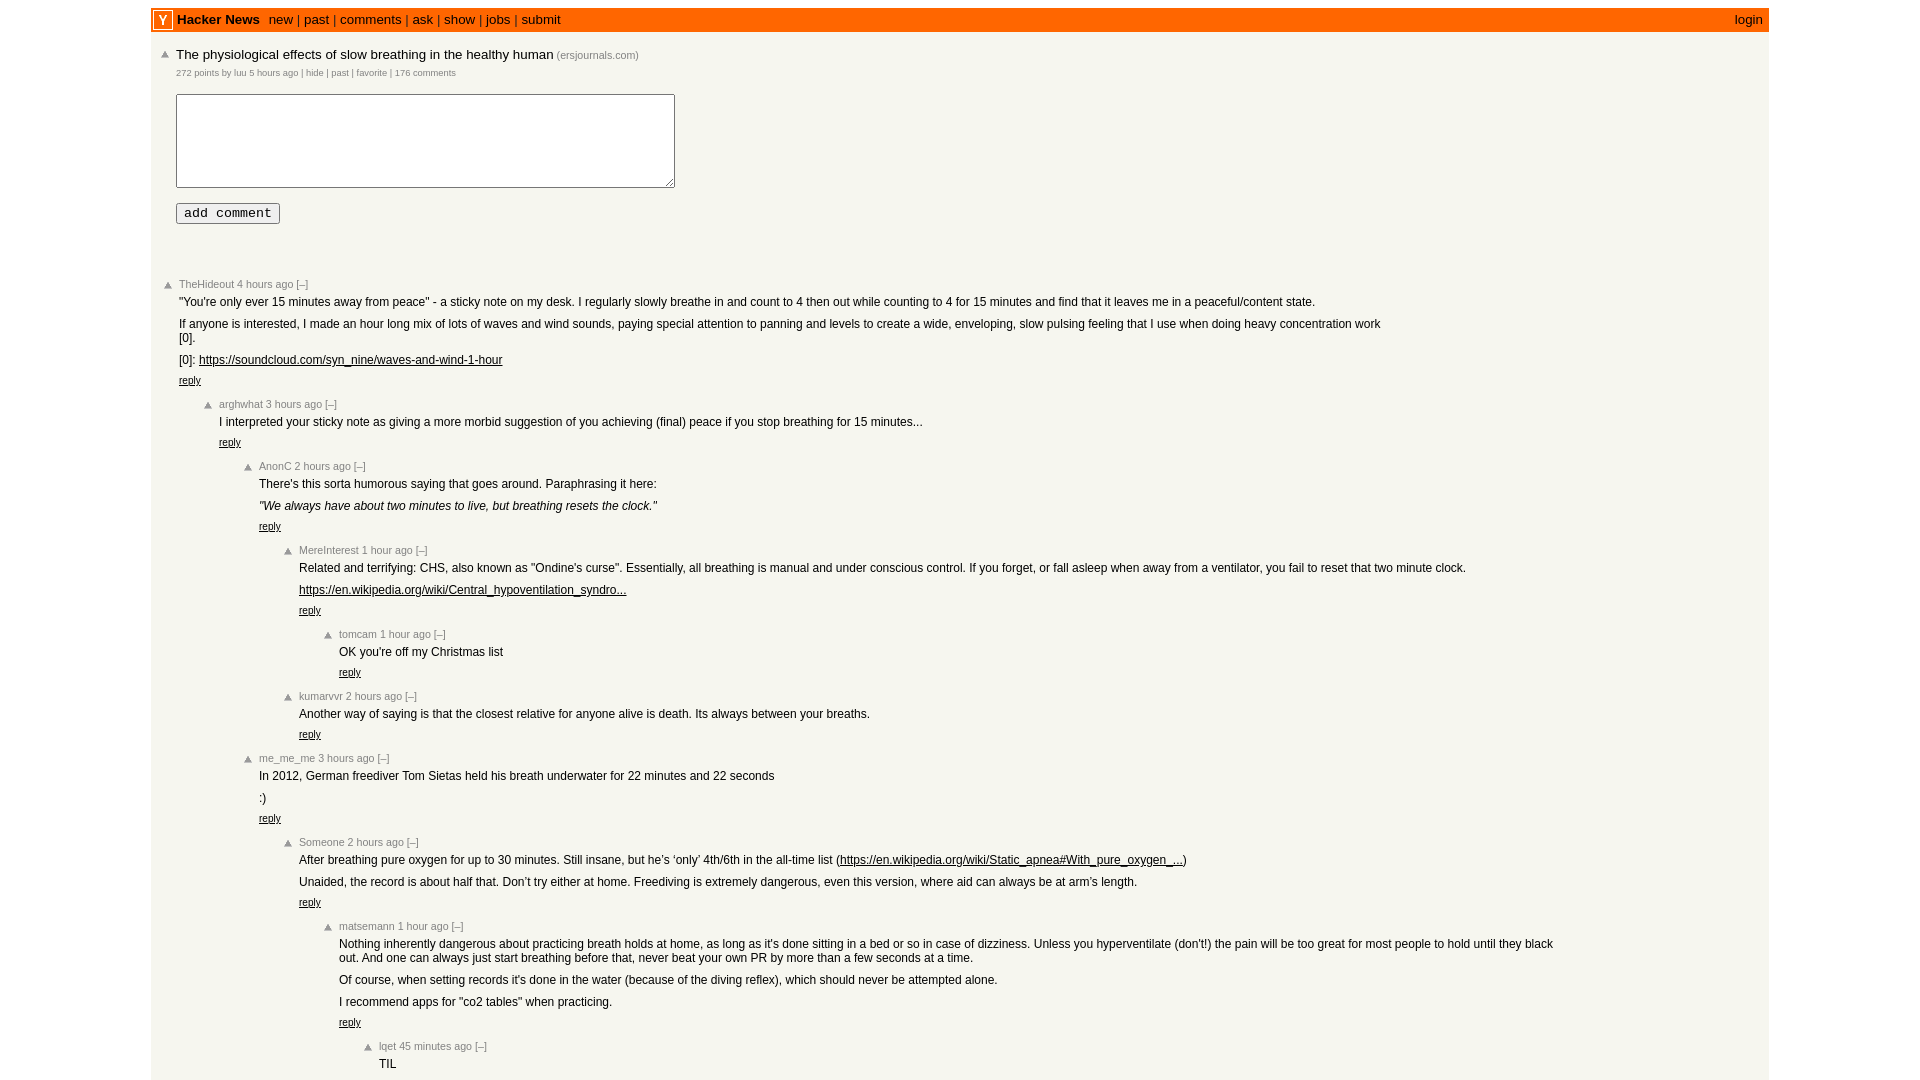 Y Hacker News new | past | comments | ask | show | jobs | submit login
The physiological effects of slow breathing in the healthy human (ersjournals.com)
272 points by luu 5 hours ago | hide | past | favorite | 176 comments
add comment
TheHideout 4 hours ago [–]
"You're only ever 15 minutes away from peace" - a sticky note on my desk. I regularly slowly breathe in and count to 4 then out while counting to 4 for 15 minutes and find that it leaves me in a peaceful/content state.
If anyone is interested, I made an hour long mix of lots of waves and wind sounds, paying special attention to panning and levels to create a wide, enveloping, slow pulsing feeling that I use when doing heavy concentration work
[0].
[0]: https://soundcloud.com/syn_nine/waves-and-wind-1-hour
reply
arghwhat 3 hours ago [–]
I interpreted your sticky note as giving a more morbid suggestion of you achieving (final) peace if you stop breathing for 15 minutes...
reply
AnonC 2 hours ago [–]
There's this sorta humorous saying that goes around. Paraphrasing it here:
"We always have about two minutes to live, but breathing resets the clock."
reply
MereInterest 1 hour ago [–]
Related and terrifying: CHS, also known as "Ondine's curse". Essentially, all breathing is manual and under conscious control. If you forget, or fall asleep when away from a ventilator, you fail to reset that two minute clock.
https://en.wikipedia.org/wiki/Central_hypoventilation_syndro...
reply
tomcam 1 hour ago [–]
OK you're off my Christmas list
reply
kumarvvr 2 hours ago [–]
Another way of saying is that the closest relative for anyone alive is death. Its always between your breaths.
reply
me_me_me 3 hours ago [–]
In 2012, German freediver Tom Sietas held his breath underwater for 22 minutes and 22 seconds
:)
reply
Someone 2 hours ago [–]
After breathing pure oxygen for up to 30 minutes. Still insane, but he’s ‘only’ 4th/6th in the all-time list (https://en.wikipedia.org/wiki/Static_apnea#With_pure_oxygen_...)
Unaided, the record is about half that. Don’t try either at home. Freediving is extremely dangerous, even this version, where aid can always be at arm’s length.
reply
matsemann 1 hour ago [–]
Nothing inherently dangerous about practicing breath holds at home, as long as it's done sitting in a bed or so in case of dizziness. Unless you hyperventilate (don't!) the pain will be too great for most people to hold until they black
out. And one can always just start breathing before that, never beat your own PR by more than a few seconds at a time.
Of course, when setting records it's done in the water (because of the diving reflex), which should never be attempted alone.
I recommend apps for "co2 tables" when practicing.
reply
lqet 45 minutes ago [–]
TIL